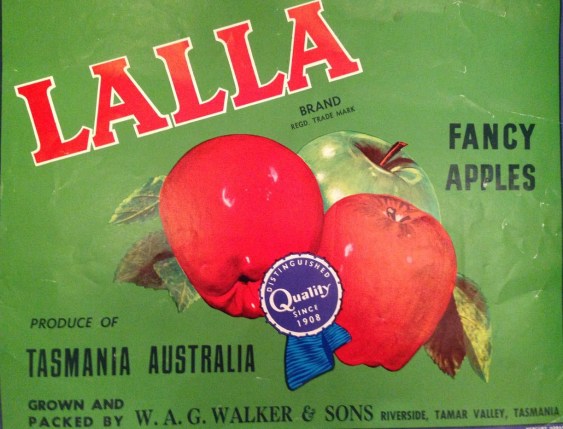 LALLA
BRAND
REGD. TRADE MARK
FANCY
APPLES
DISTINGUISHED
Quality
SINCE
1908
PRODUCE OF
TASMANIA AUSTRALIA
GROWN AND
PACKED BY W. A. G. WALKER & SONS RIVERSIDE, TAMAR VALLEY, TASMANIA